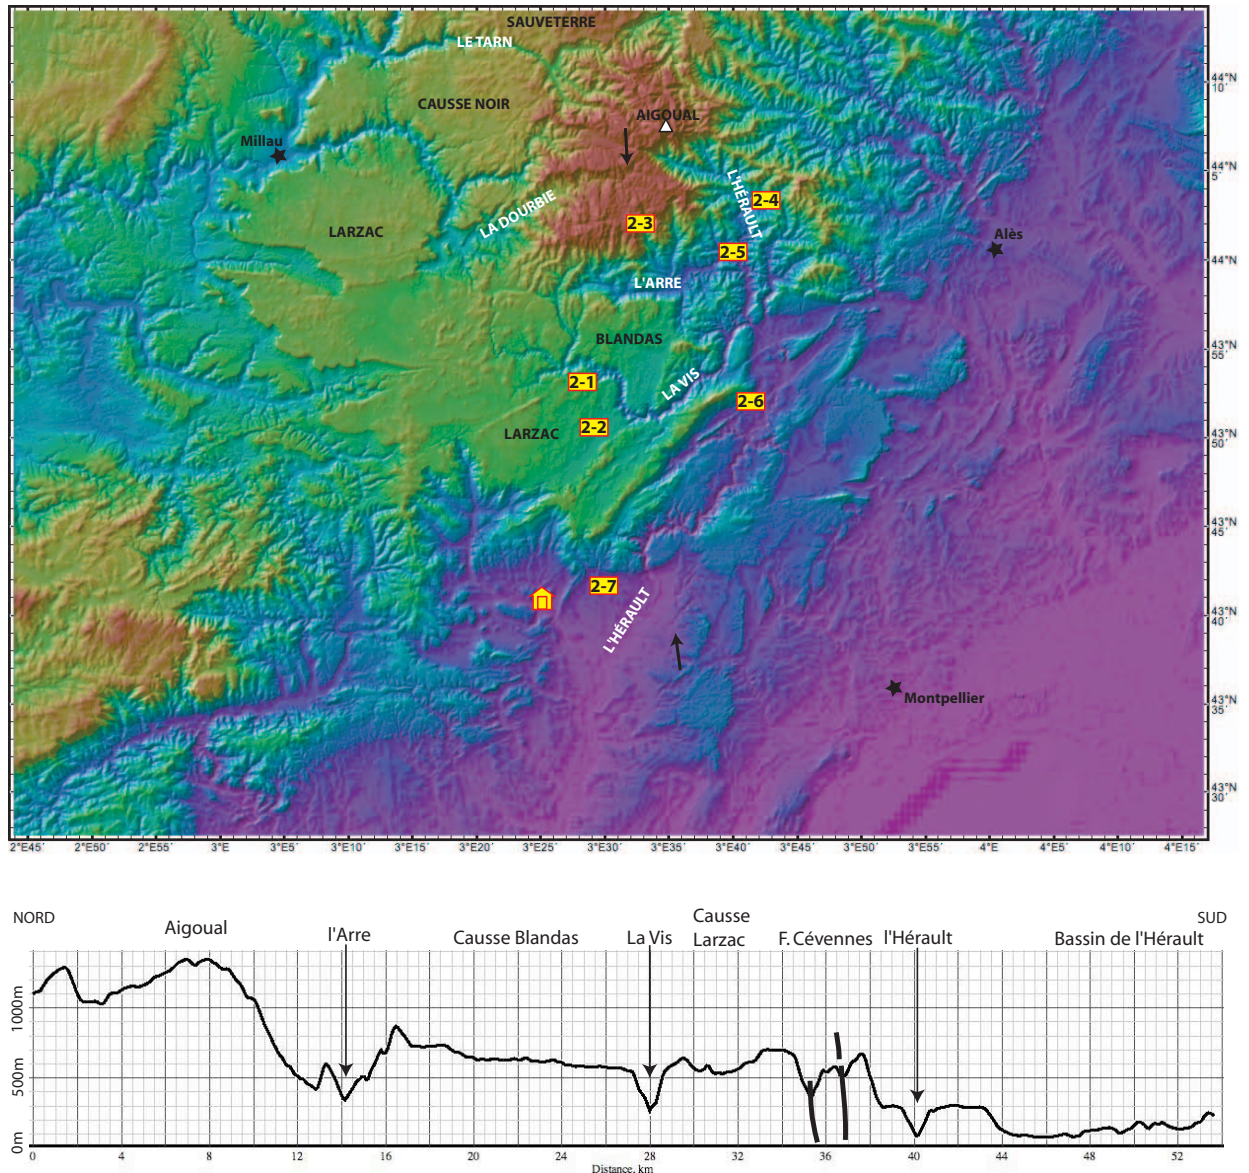 SAUVETERRE
LE TARN
44°N
10´
CAUSSE NOIR
AIGOUAL
Millau
44°N
5´
L'HÉRAULT
2-4
LA DOURBIE
2-3
LARZAC
Alès
2-5
44°N
L'ARRE
BLANDAS
43°N
55´
2-1
LA VIS
2-6
2-2
LARZAC
43°N
50´
43°N
45´
2-7
L'HÉRAULT
43°N
40´
Montpellier
43°N
35´
43°N
30´
2°E45´ 2°E50´ 2°E55´ 3°E 3°E5´ 3°E10´ 3°E15´ 3°E20´ 3°E25´ 3°E30´ 3°E35´ 3°E40´ 3°E45´ 3°E50´ 3°E55´ 4°E 4°E5´ 4°E10´ 4°E15´
NORD
SUD
Aigoual
l'Arre
Causse Blandas
La Vis
Causse
Larzac
F. Cévennes
l'Hérault
Bassin de l'Hérault
1000m
500m
0m
0 4 8 12 16 20 24 28 32 36 40 44 48 52
Distance, km